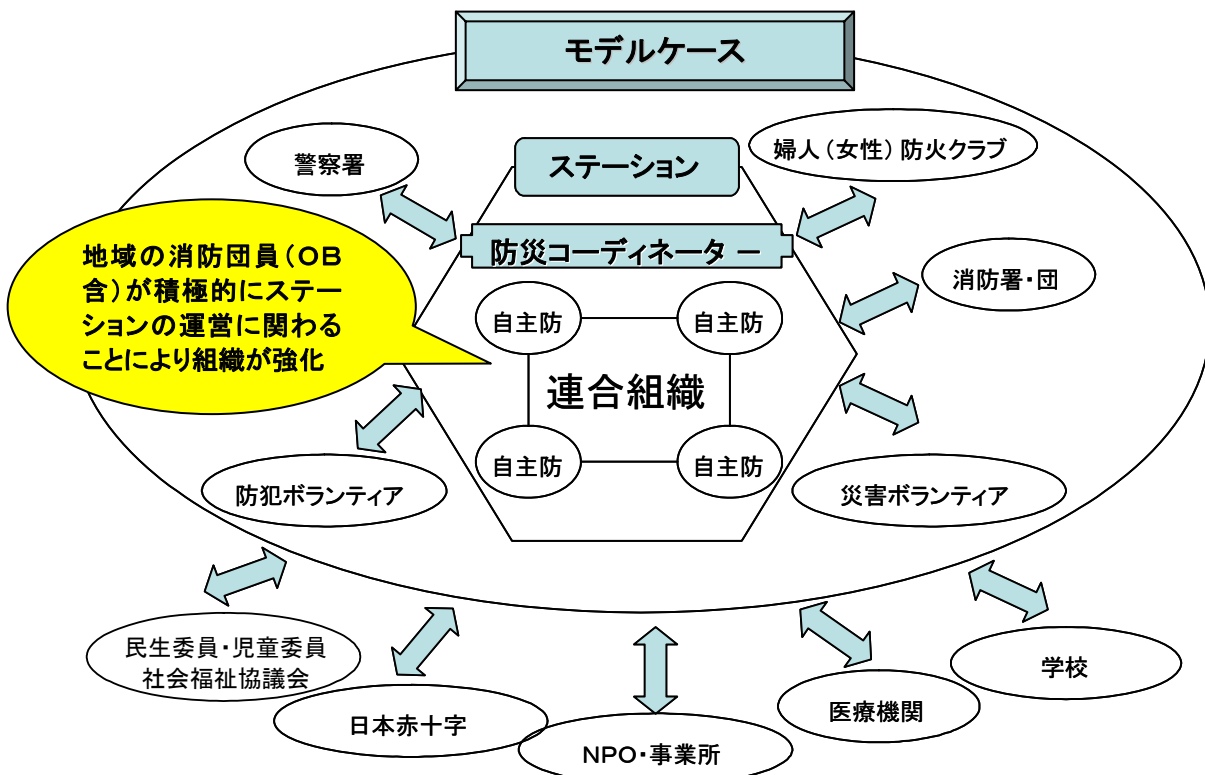 モデルケース
警察署
ステーション
婦人(女性)防火クラブ
防災コーディネーター
地域の消防団員(OB
含)が積極的にステー
ションの運営に関わる
ことにより組織が強化
消防署・団
自主防
自主防
連合組織
自主防
自主防
防犯ボランティア
災害ボランティア
民生委員・児童委員
社会福祉協議会
日本赤十字
NPO・事業所
医療機関
学校